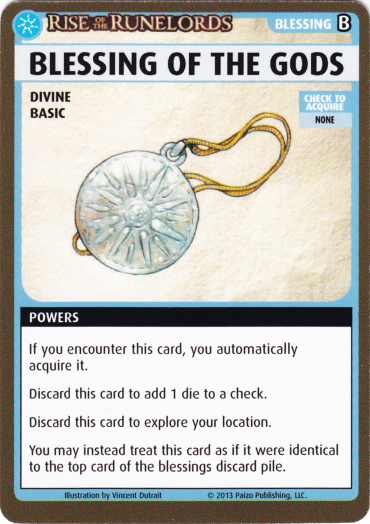 RISE OF THE RUNELORDS BLESSING B
BLESSING OF THE GODS
DIVINE
BASIC
CHECK TO
ACQUIRE
NONE
POWERS
If you encounter this card, you automatically
acquire it.
Discard this card to add 1 die to a check.
Discard this card to explore your location.
You may instead treat this card as if it were identical
to the top card of the blessings discard pile.
Illustration by Vincent Dutrait © 2013 Paizo Publishing, LLC.